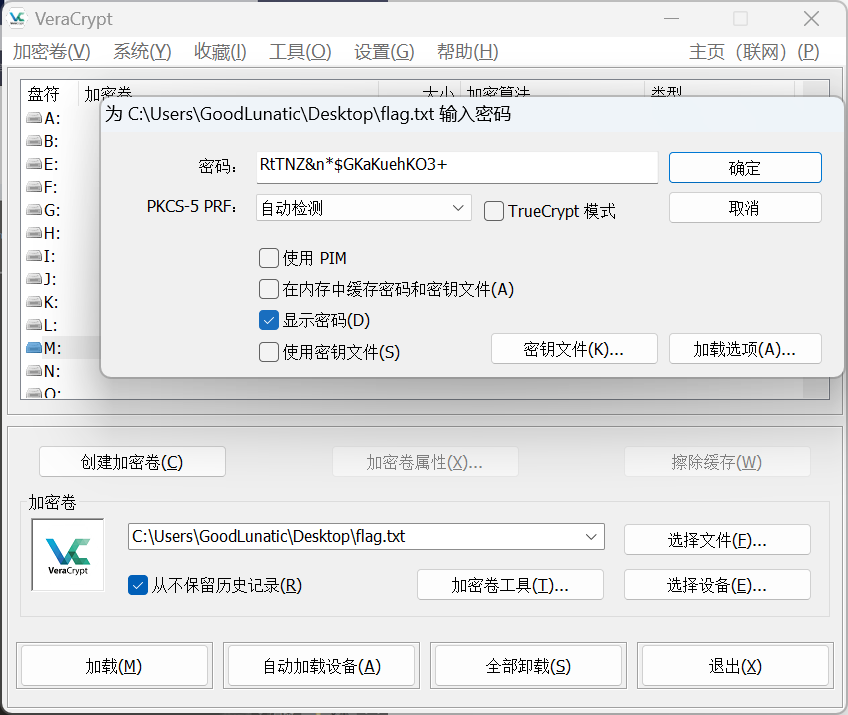 VeraCrypt
加密卷(V) 系统(Y) 收藏(I) 工具(O) 设置(G) 帮助(H) 主页（联网）(P)
盘符 加密卷 大小 加密算法 类型
A:
B:
E:
F:
G:
H:
I:
J:
K:
L:
M:
N:
O:
为 C:\Users\GoodLunatic\Desktop\flag.txt 输入密码
密码: RtTNZ&n*$GKaKuehKO3+ 确定
PKCS-5 PRF: 自动检测 TrueCrypt 模式 取消
使用 PIM
在内存中缓存密码和密钥文件(A)
显示密码(D)
使用密钥文件(S) 密钥文件(K)... 加载选项(A)...
创建加密卷(C) 加密卷属性(X)... 擦除缓存(W)
加密卷
VeraCrypt
C:\Users\GoodLunatic\Desktop\flag.txt 选择文件(F)...
从不保留历史记录(R) 加密卷工具(T)... 选择设备(E)...
加载(M) 自动加载设备(A) 全部卸载(S) 退出(X)